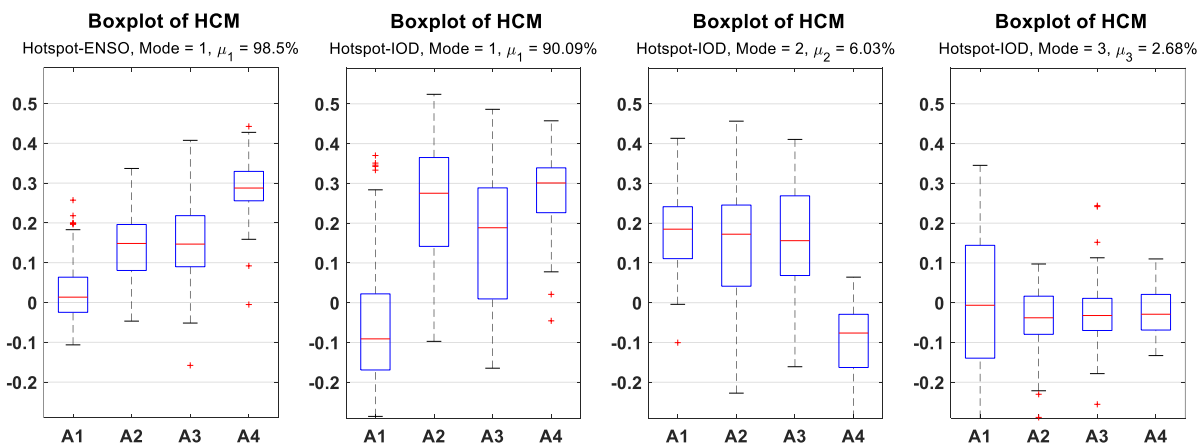 Boxplot of HCM
Hotspot-ENSO, Mode = 1, μ1 = 98.5%
0.5
0.4
0.3
0.2
0.1
0
-0.1
-0.2
A1 A2 A3 A4
Boxplot of HCM
Hotspot-IOD, Mode = 1, μ1 = 90.09%
0.5
0.4
0.3
0.2
0.1
0
-0.1
-0.2
A1 A2 A3 A4
Boxplot of HCM
Hotspot-IOD, Mode = 2, μ2 = 6.03%
0.5
0.4
0.3
0.2
0.1
0
-0.1
-0.2
A1 A2 A3 A4
Boxplot of HCM
Hotspot-IOD, Mode = 3, μ3 = 2.68%
0.5
0.4
0.3
0.2
0.1
0
-0.1
-0.2
A1 A2 A3 A4